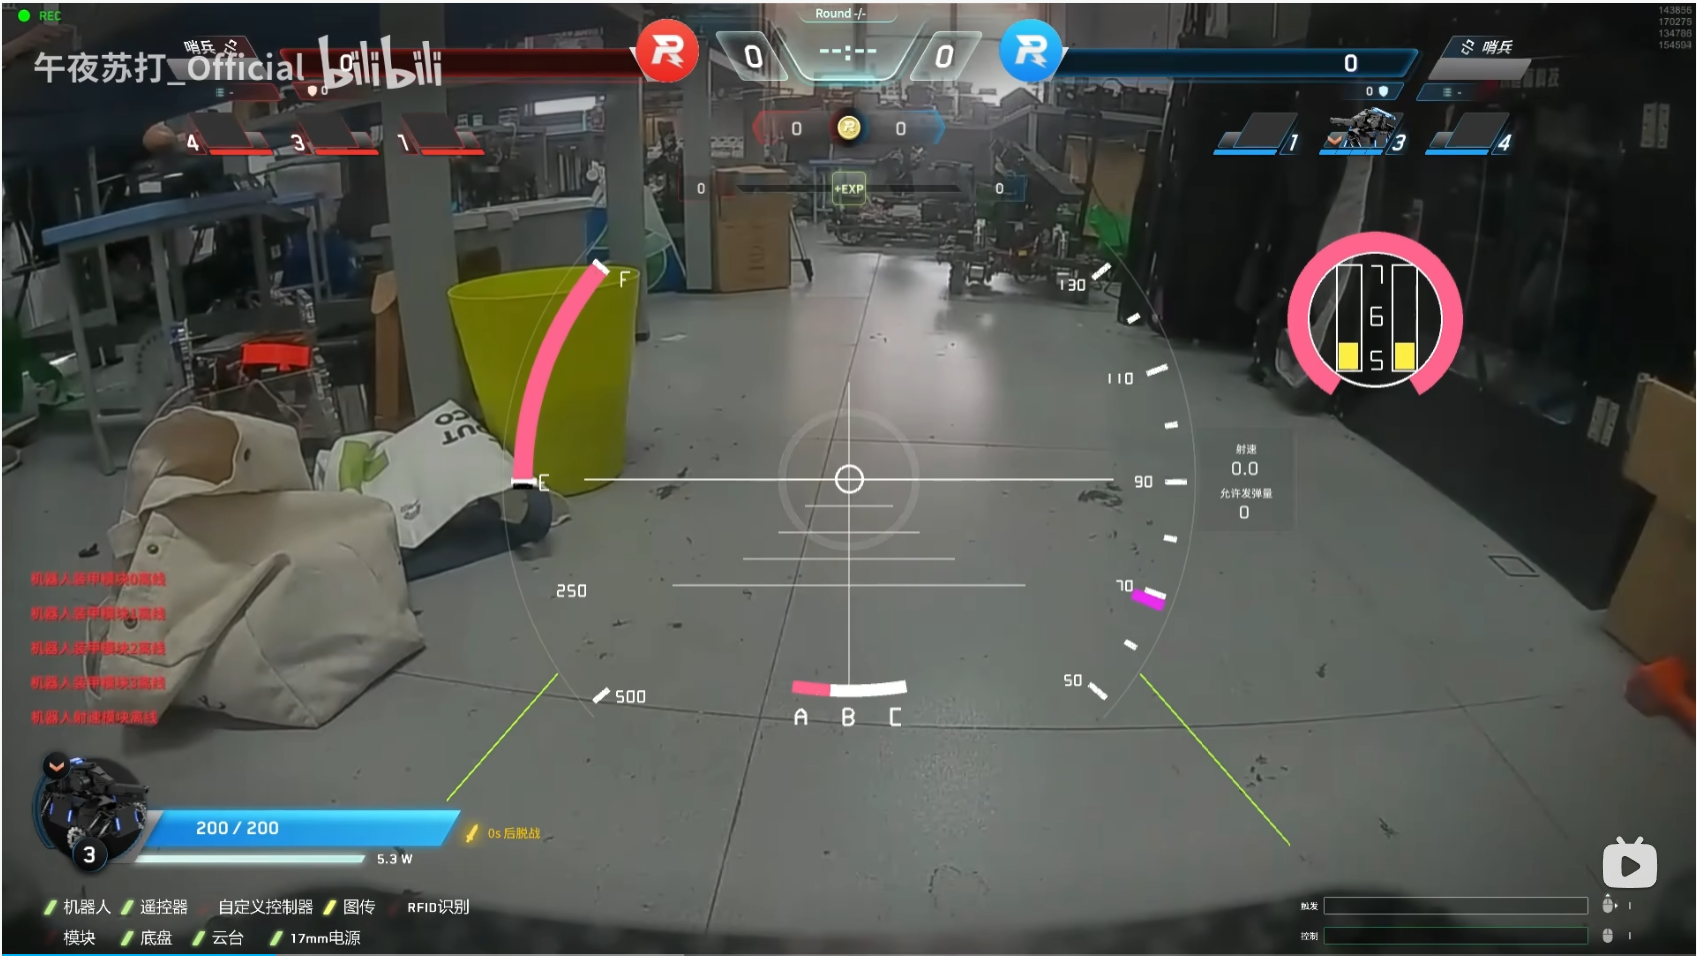 REC
Round -/-
143856
170275
134786
154594
午夜苏打_Official bilibili
哨兵
0
0
--:--
0
0
哨兵
-
0
0
-
4
3
1
0
0
1
3
4
0
+EXP
0
F
130
7
6
5
110
射速
0.0
允许发弹量
0
E
90
250
70
机器人装甲模块0离线
机器人装甲模块1离线
机器人装甲模块2离线
机器人装甲模块3离线
机器人射速模块离线
500
50
A B C
200 / 200
0s 后脱战
3
5.3 W
机器人 遥控器 自定义控制器 图传 RFID识别
模块 底盘 云台 17mm电源
触发
控制